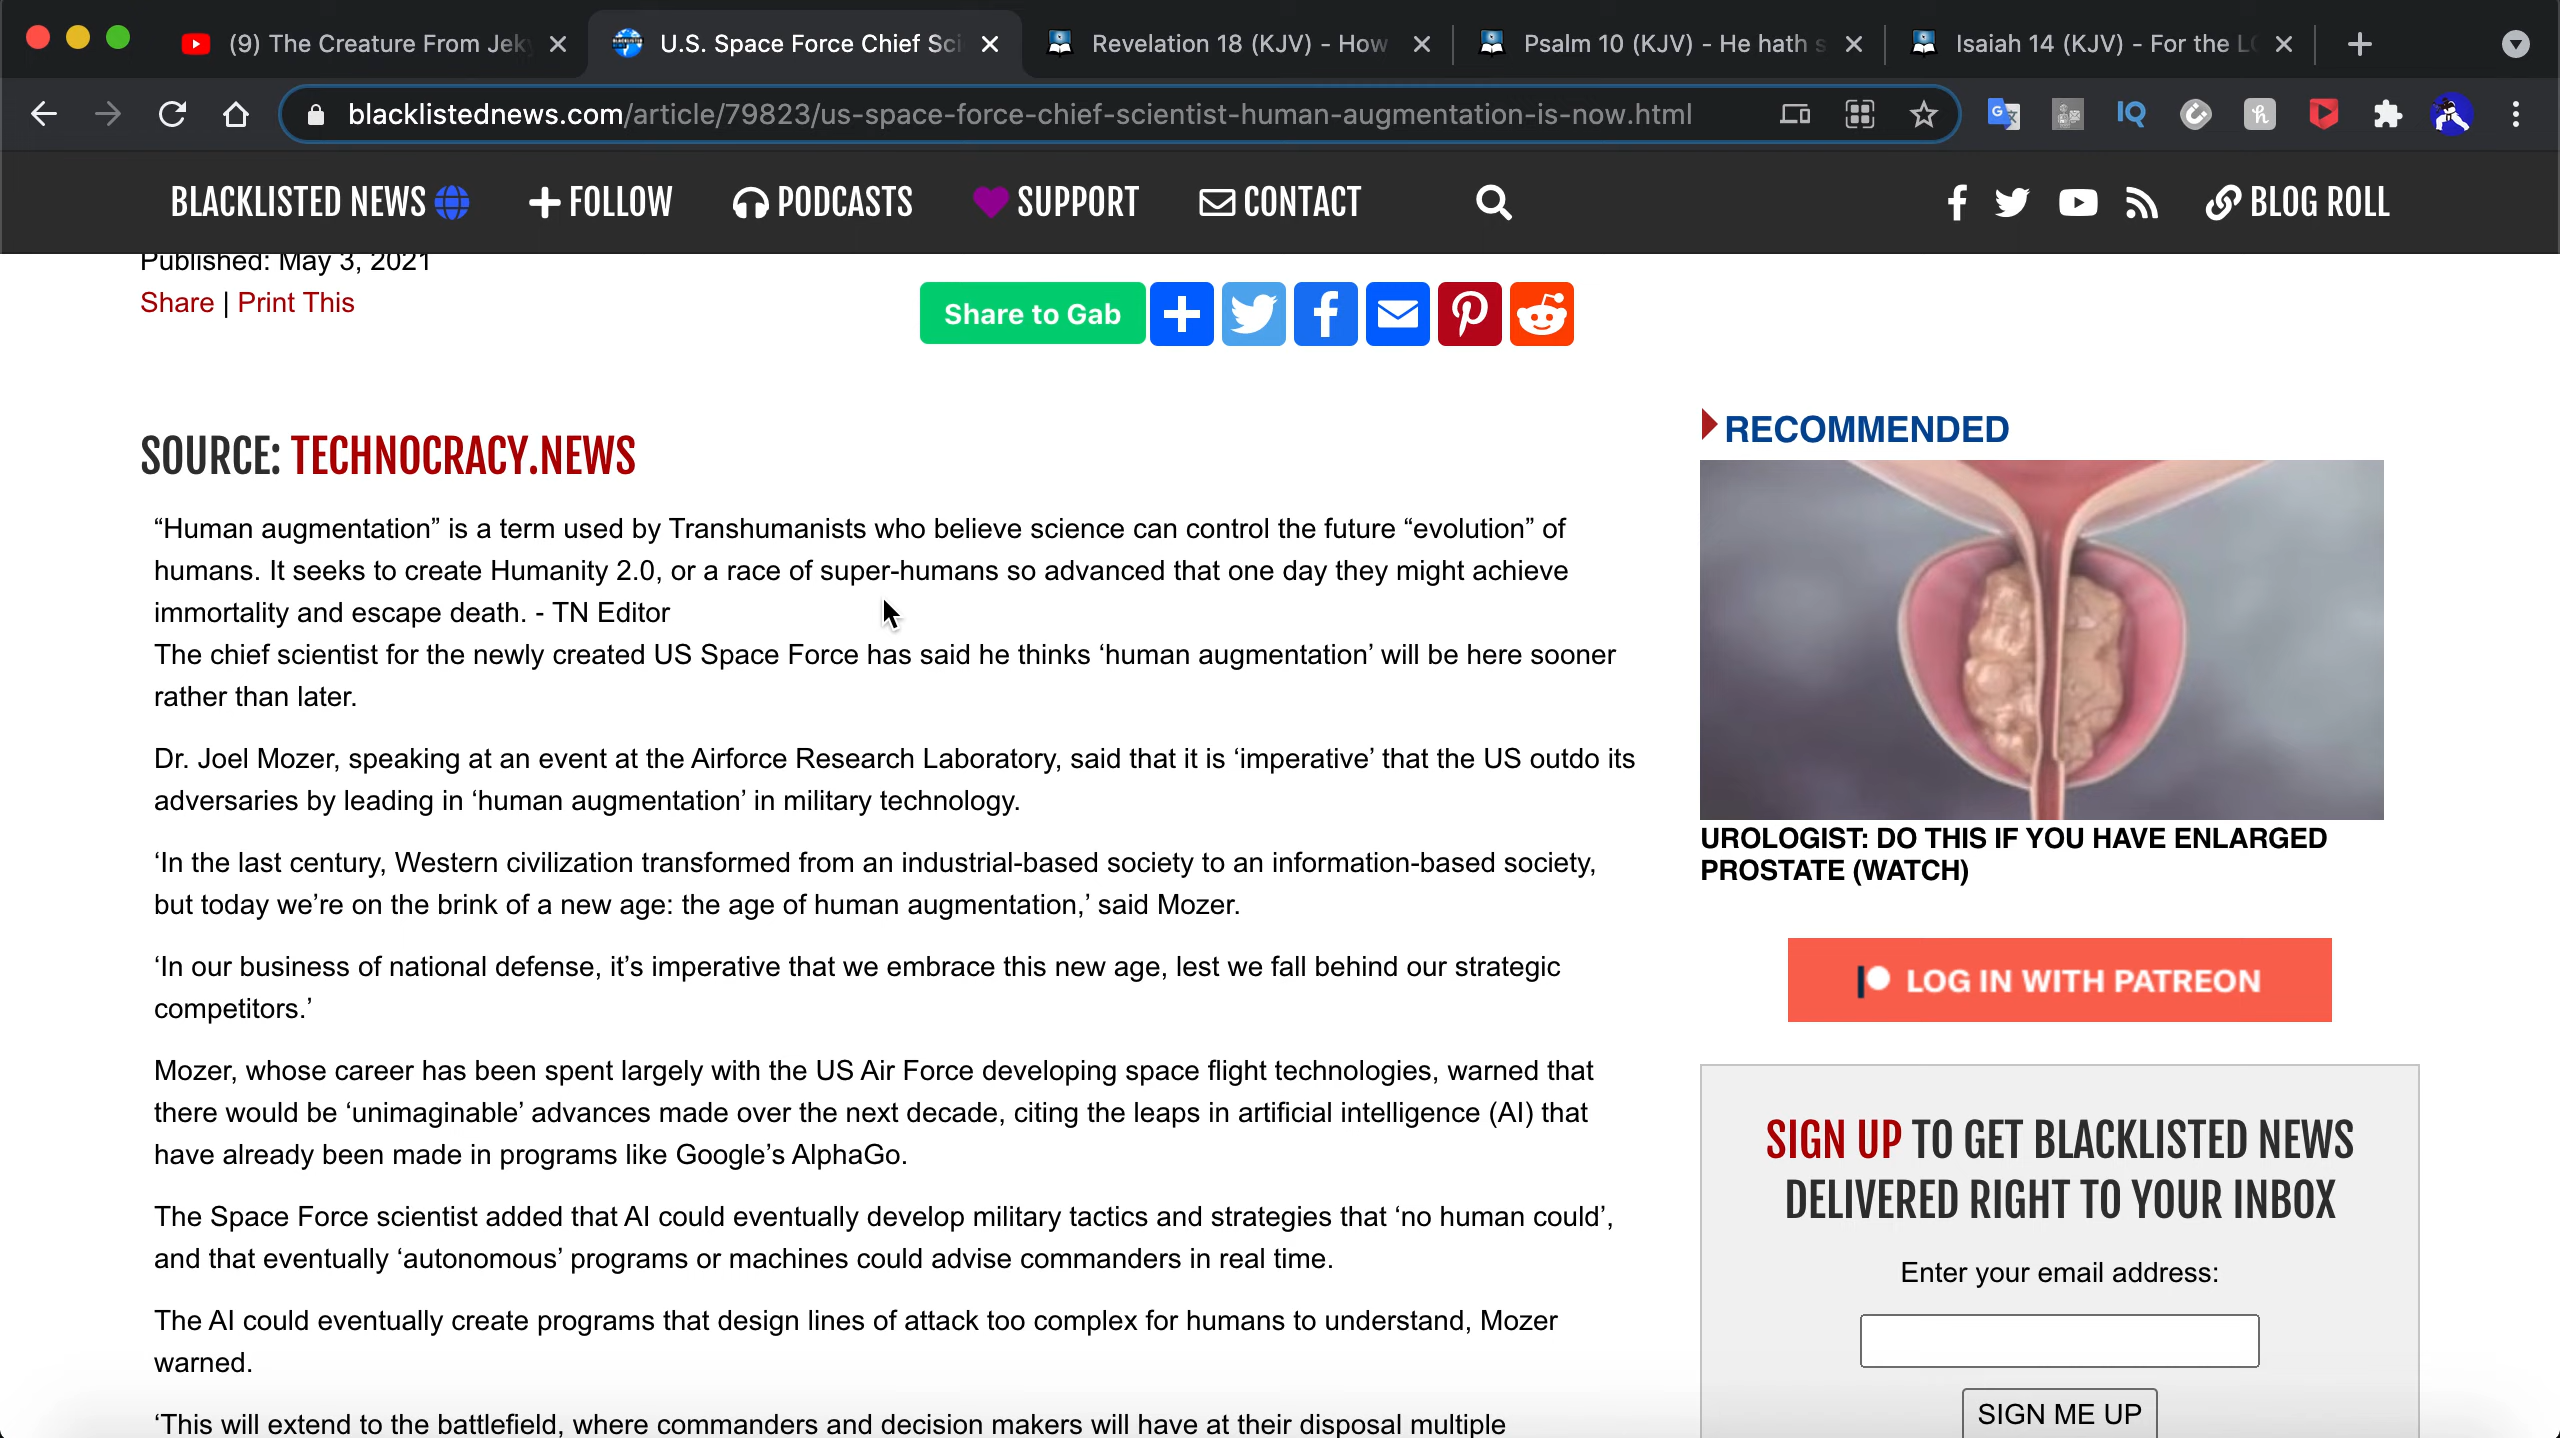 (9) The Creature From Jek
U.S. Space Force Chief Sci
Revelation 18 (KJV) - How
Psalm 10 (KJV) - He hath s
Isaiah 14 (KJV) - For the LO
blacklistednews.com/article/79823/us-space-force-chief-scientist-human-augmentation-is-now.html
IQ
BLACKLISTED NEWS FOLLOW PODCASTS SUPPORT CONTACT BLOG ROLL
Published: May 3, 2021
Share | Print This
Share to Gab
SOURCE: TECHNOCRACY.NEWS
“Human augmentation” is a term used by Transhumanists who believe science can control the future “evolution” of
humans. It seeks to create Humanity 2.0, or a race of super-humans so advanced that one day they might achieve
immortality and escape death. - TN Editor
The chief scientist for the newly created US Space Force has said he thinks ‘human augmentation’ will be here sooner
rather than later.
Dr. Joel Mozer, speaking at an event at the Airforce Research Laboratory, said that it is ‘imperative’ that the US outdo its
adversaries by leading in ‘human augmentation’ in military technology.
‘In the last century, Western civilization transformed from an industrial-based society to an information-based society,
but today we’re on the brink of a new age: the age of human augmentation,’ said Mozer.
‘In our business of national defense, it’s imperative that we embrace this new age, lest we fall behind our strategic
competitors.’
Mozer, whose career has been spent largely with the US Air Force developing space flight technologies, warned that
there would be ‘unimaginable’ advances made over the next decade, citing the leaps in artificial intelligence (AI) that
have already been made in programs like Google’s AlphaGo.
The Space Force scientist added that AI could eventually develop military tactics and strategies that ‘no human could’,
and that eventually ‘autonomous’ programs or machines could advise commanders in real time.
The AI could eventually create programs that design lines of attack too complex for humans to understand, Mozer
warned.
‘This will extend to the battlefield, where commanders and decision makers will have at their disposal multiple
RECOMMENDED
UROLOGIST: DO THIS IF YOU HAVE ENLARGED
PROSTATE (WATCH)
LOG IN WITH PATREON
SIGN UP TO GET BLACKLISTED NEWS
DELIVERED RIGHT TO YOUR INBOX
Enter your email address:
SIGN ME UP